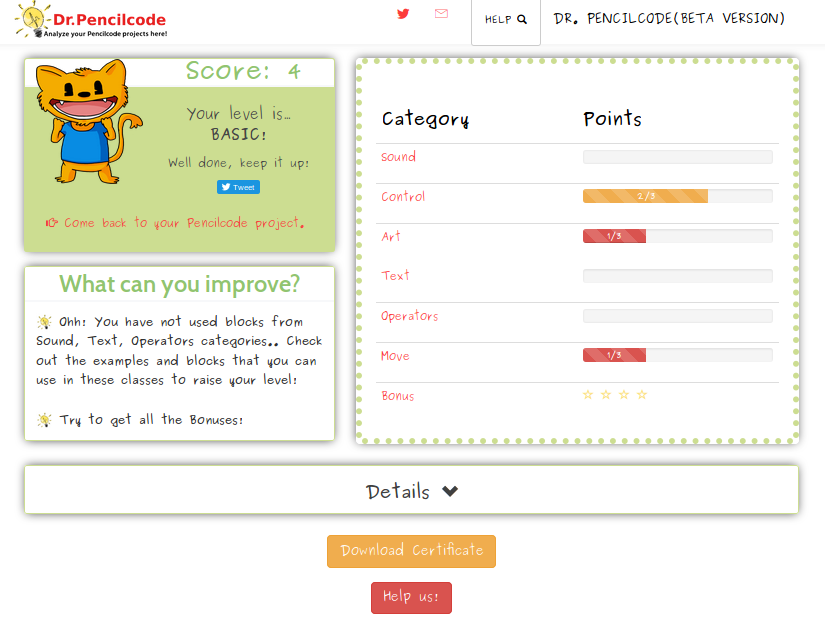 Dr.Pencilcode
Analyze your Pencilcode projects here!
HELP
DR. PENCILCODE(BETA VERSION)
Score: 4
Your level is...
BASIC!
Well done, keep it up!
Tweet
Come back to your Pencilcode project.
What can you improve?
Ohh! You have not used blocks from
Sound, Text, Operators categories.. Check
out the examples and blocks that you can
use in these classes to raise your level!
Try to get all the Bonuses!
Category Points
Sound
Control 2/3
Art 1/3
Text
Operators
Move 1/3
Bonus
Details
Download Certificate
Help us!